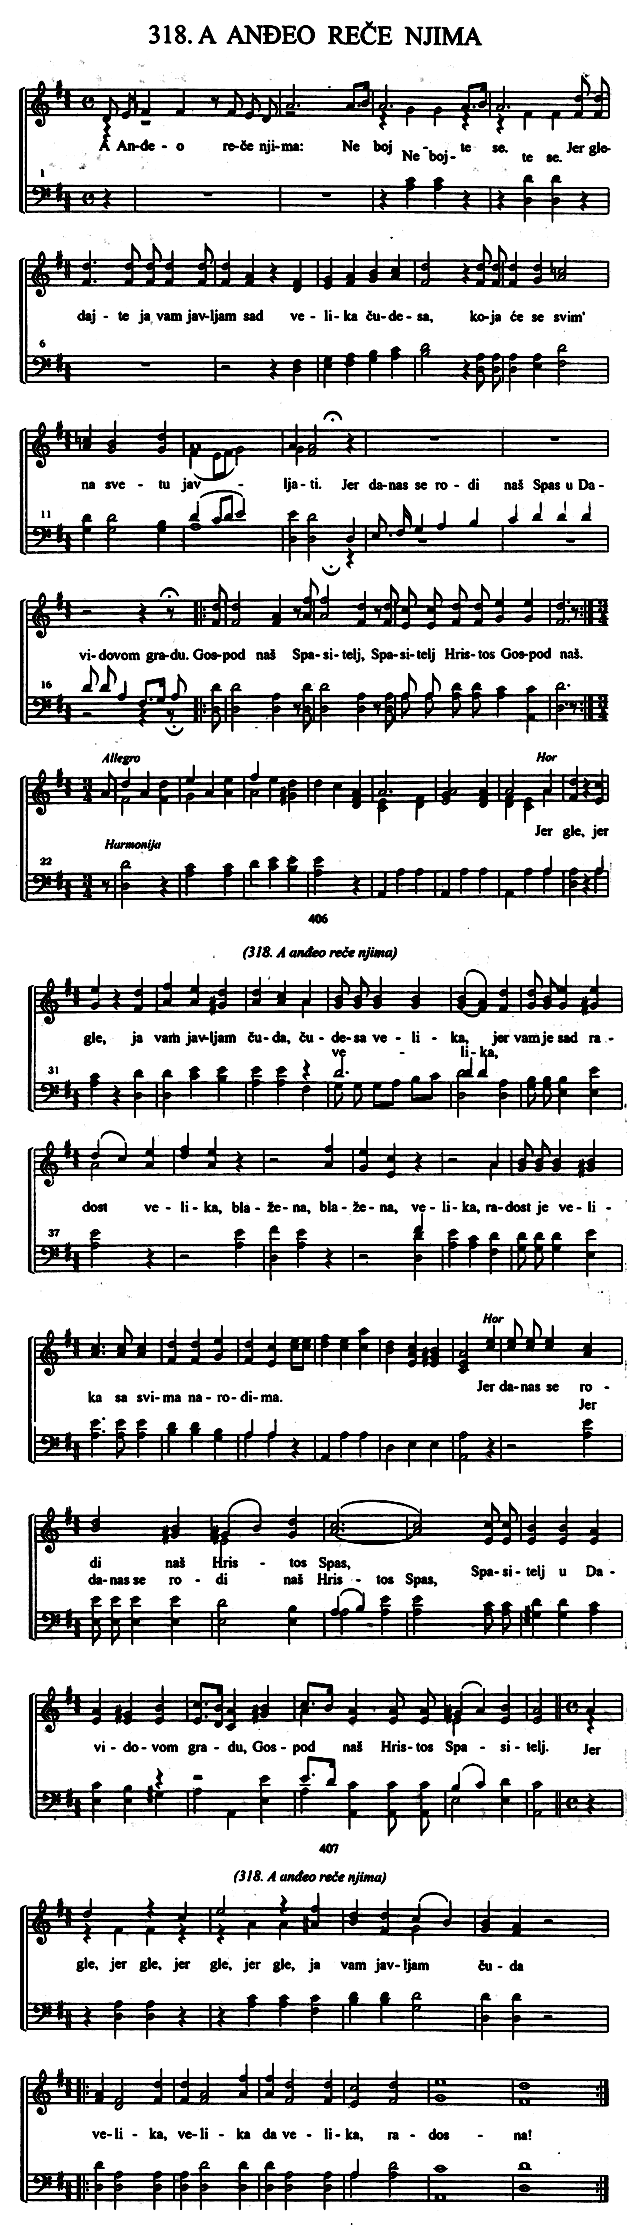 318. A ANĐEO REČE NJIMA
A An-đe - o re-če nji-ma: Ne boj - te se. Jer gle-
Ne boj- te se.
1
daj - te ja vam jav-ljam sad ve - li - ka ču-de-sa, ko-ja će se svim'
6
na sve - tu jav - lja-ti. Jer da-nas se ro - di naš Spas u Da-
11
vi-dovom gra-du. Gos-pod naš Spa-si-telj, Spa-si-telj Hris-tos Gos-pod naš.
16
Allegro
Hor
Jer gle, jer
Harmonija
22
406
(318. A anđeo reče njima)
gle, ja vam jav-ljam ču-da, ču-de-sa ve - li - ka, jer vam je sad ra-
ve - li-ka,
31
dost ve - li - ka, bla - že - na, bla - že - na, ve - li - ka, ra-dost je ve - li -
37
Hor
ka sa svi-ma na - ro - di-ma. Jer da-nas se ro -
Jer
di naš Hris - tos Spas, Spa - si - telj u Da -
da-nas se ro - di naš Hris - tos Spas,
vi - do - vom gra - du, Gos - pod naš Hris - tos Spa - si - telj. Jer
407
(318. A anđeo reče njima)
gle, jer gle, jer gle, jer gle, ja vam jav-ljam ču - da
ve - li - ka, ve - li - ka da ve - li - ka, ra - dos - na!